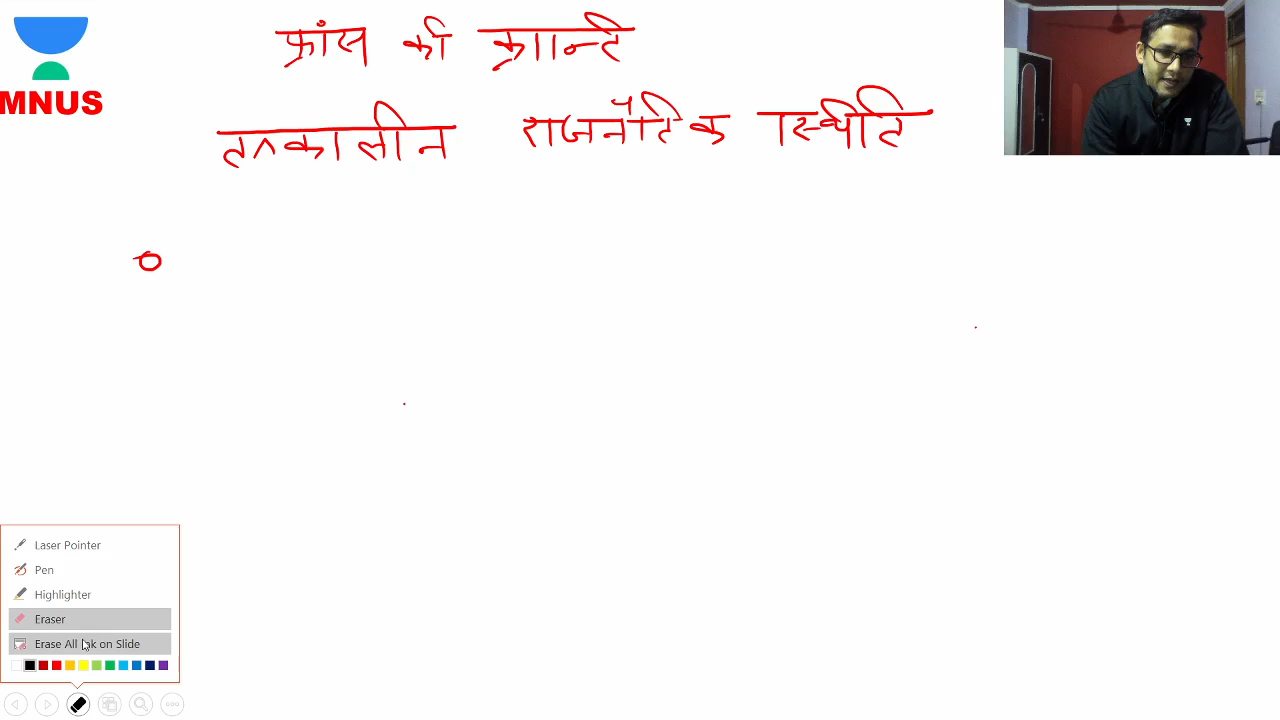 फ्रांस की क्रान्ति
तत्कालीन राजनैतिक स्थिति
MNUS
Laser Pointer
Pen
Highlighter
Eraser
Erase All Ink on Slide